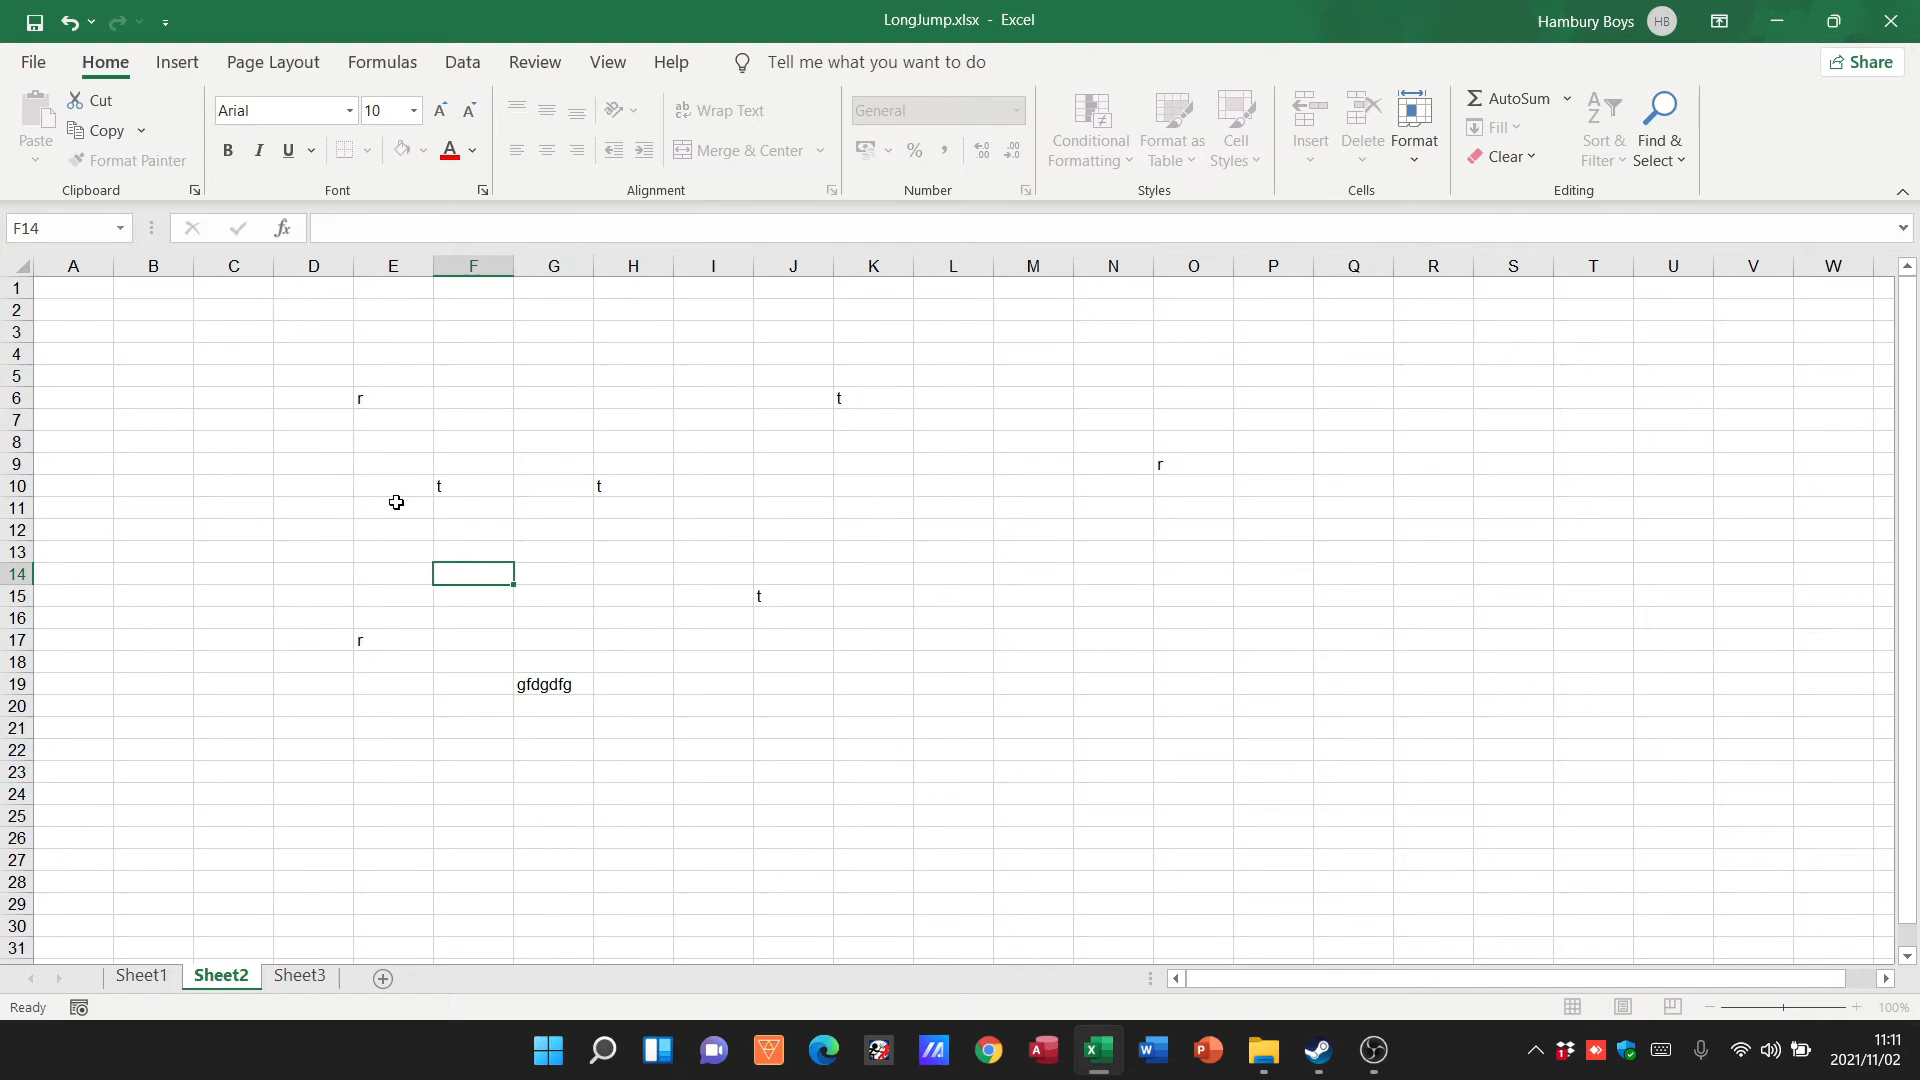 LongJump.xlsx - Excel
Hambury Boys HB
File Home Insert Page Layout Formulas Data Review View Help Tell me what you want to do
Share
Paste
Cut
Copy
Format Painter
Clipboard
Arial 10 A A
B I U A
Font
ab Wrap Text
Merge & Center
Alignment
General
% ,
Number
Conditional Formatting
Format as Table
Cell Styles
Styles
Insert Delete Format
Cells
AutoSum
Fill
Clear
Sort & Filter
Find & Select
Editing
F14 fx
A B C D E F G H I J K L M N O P Q R S T U V W
1
2
3
4
5
6 r t
7
8
9 r
10 t t
11
12
13
14
15 t
16
17 r
18
19 gfdgdfg
20
21
22
23
24
25
26
27
28
29
30
31
Sheet1 Sheet2 Sheet3
Ready
100%
11:11
2021/11/02